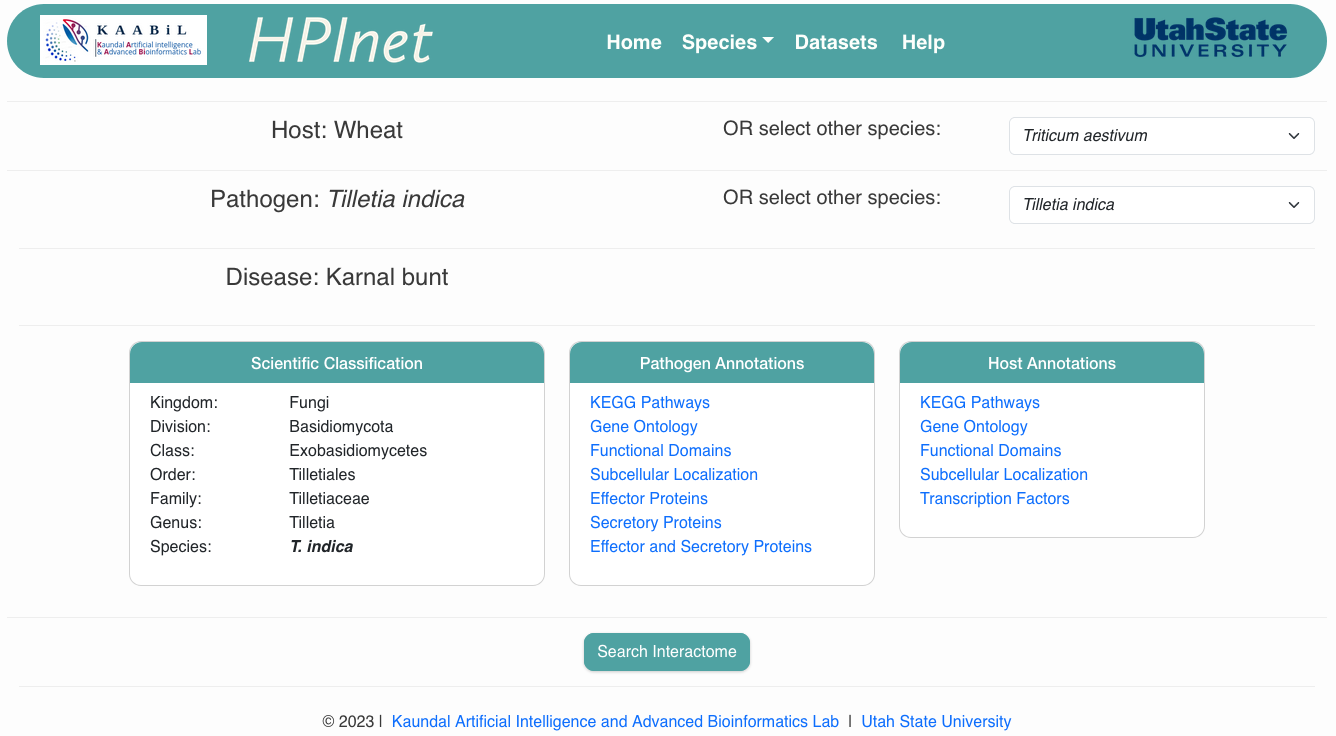 KAABiL
Kaundal Artificial intelligence
& Advanced Bioinformatics Lab
HPInet
Home Species Datasets Help
UtahState
UNIVERSITY
Host: Wheat OR select other species: Triticum aestivum
Pathogen: Tilletia indica OR select other species: Tilletia indica
Disease: Karnal bunt
Scientific Classification
Kingdom: Fungi
Division: Basidiomycota
Class: Exobasidiomycetes
Order: Tilletiales
Family: Tilletiaceae
Genus: Tilletia
Species: T. indica
Pathogen Annotations
KEGG Pathways
Gene Ontology
Functional Domains
Subcellular Localization
Effector Proteins
Secretory Proteins
Effector and Secretory Proteins
Host Annotations
KEGG Pathways
Gene Ontology
Functional Domains
Subcellular Localization
Transcription Factors
Search Interactome
© 2023 | Kaundal Artificial Intelligence and Advanced Bioinformatics Lab | Utah State University